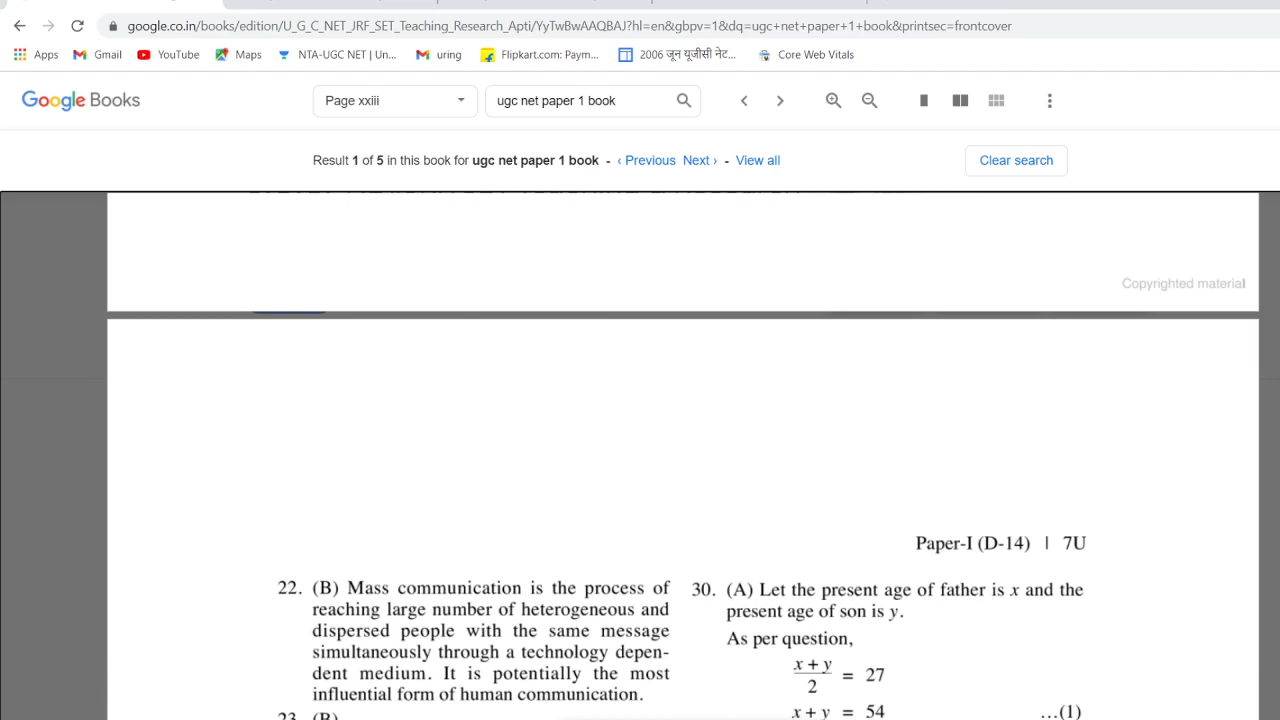 google.co.in/books/edition/U_G_C_NET_JRF_SET_Teaching_Research_Apti/YyTwBwAAQBAJ?hl=en&gbpv=1&dq=ugc+net+paper+1+book&printsec=frontcover
Apps Gmail YouTube Maps NTA-UGC NET | Un... uring Flipkart.com: Paym... 2006 जून यूजीसी नेट... Core Web Vitals
Google Books Page xxiii ugc net paper 1 book
Result 1 of 5 in this book for ugc net paper 1 book - ‹ Previous Next › - View all Clear search
Copyrighted material
Paper-I (D-14) | 7U
22. (B) Mass communication is the process of
reaching large number of heterogeneous and
dispersed people with the same message
simultaneously through a technology depen-
dent medium. It is potentially the most
influential form of human communication.
23. (B)
30. (A) Let the present age of father is x and the
present age of son is y.
As per question,
x + y
2
= 27
x + y = 54 ...(1)